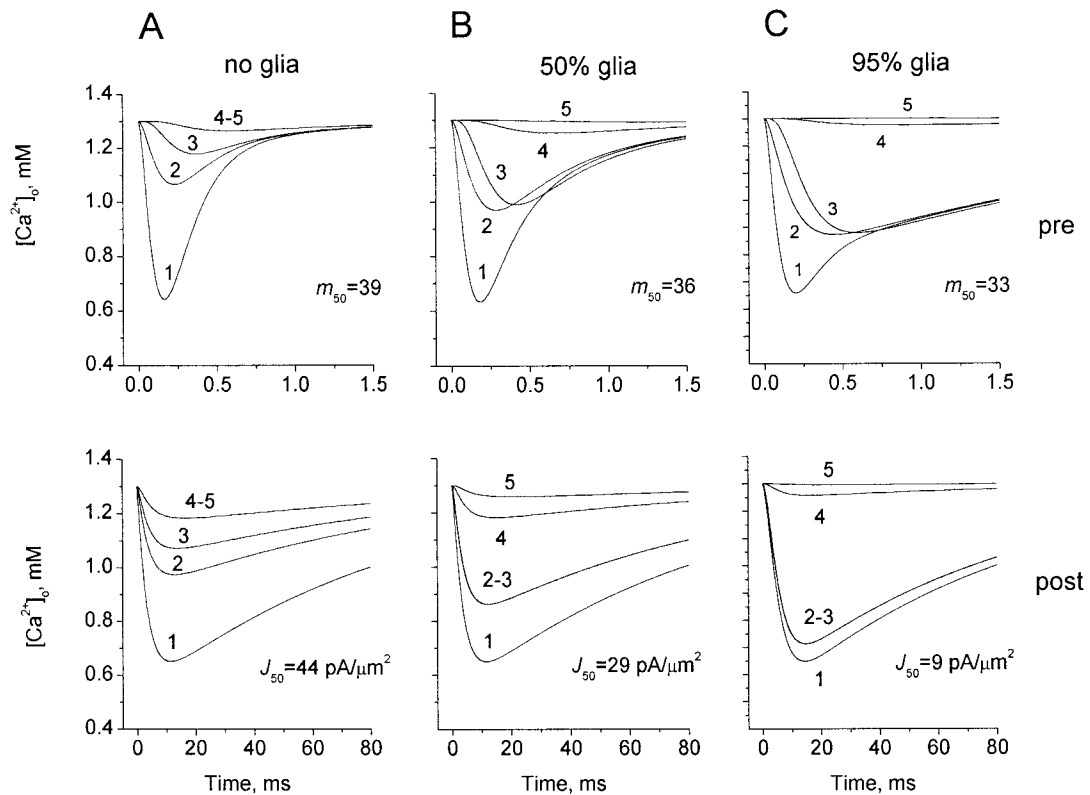 A
B
C
no glia
50% glia
95% glia
1.4
1.2
1.0
0.8
0.6
0.4
[Ca²⁺]ₒ, mM
4-5
3
2
1
m₅₀=39
0.0 0.5 1.0 1.5
5
4
3
2
1
m₅₀=36
0.0 0.5 1.0 1.5
5
4
3
2
1
m₅₀=33
0.0 0.5 1.0 1.5
pre
1.4
1.2
1.0
0.8
0.6
0.4
[Ca²⁺]ₒ, mM
4-5
3
2
1
J₅₀=44 pA/μm²
0 20 40 60 80
Time, ms
5
4
2-3
1
J₅₀=29 pA/μm²
0 20 40 60 80
Time, ms
5
4
2-3
1
J₅₀=9 pA/μm²
0 20 40 60 80
Time, ms
post